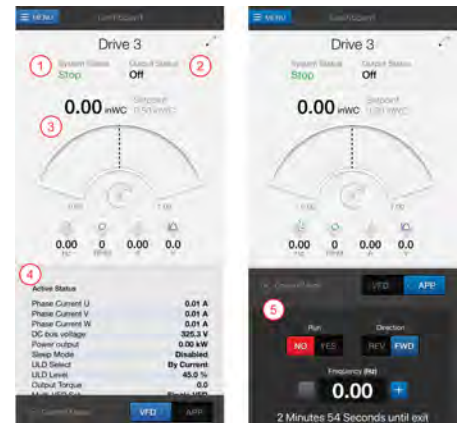 MENU
Dashboard
Drive 3
1
System Status
Stop
Output Status
Off
2
0.00 inWC
Setpoint
3
0.00
1.00
0.00
Hz
0
RPM
0.00
A
0.0
V
4
Active Status
Phase Current U 0.01 A
Phase Current V 0.01 A
Phase Current W 0.01 A
DC bus voltage 325.3 V
Power output 0.00 kW
Sleep Mode Disabled
ULD Select By Current
ULD Level 45.0 %
Output Torque 0.0
VFD
APP
MENU
Dashboard
Drive 3
System Status
Stop
Output Status
Off
0.00 inWC
Setpoint
0.00
1.00
0.00
Hz
0
RPM
0.00
A
0.0
V
VFD
APP
5
Run
NO YES
Direction
REV FWD
Frequency (Hz)
0.00 +
2 Minutes 54 Seconds until exit